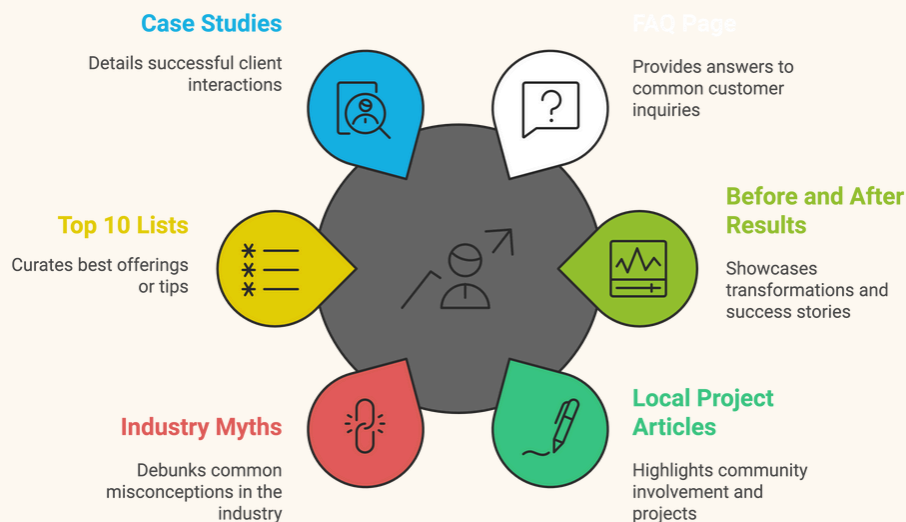 Case Studies
Details successful client
interactions
FAQ Page
Provides answers to
common customer
inquiries
Top 10 Lists
Curates best offerings
or tips
Before and After
Results
Showcases
transformations and
success stories
Industry Myths
Debunks common
misconceptions in the
industry
Local Project
Articles
Highlights community
involvement and
projects